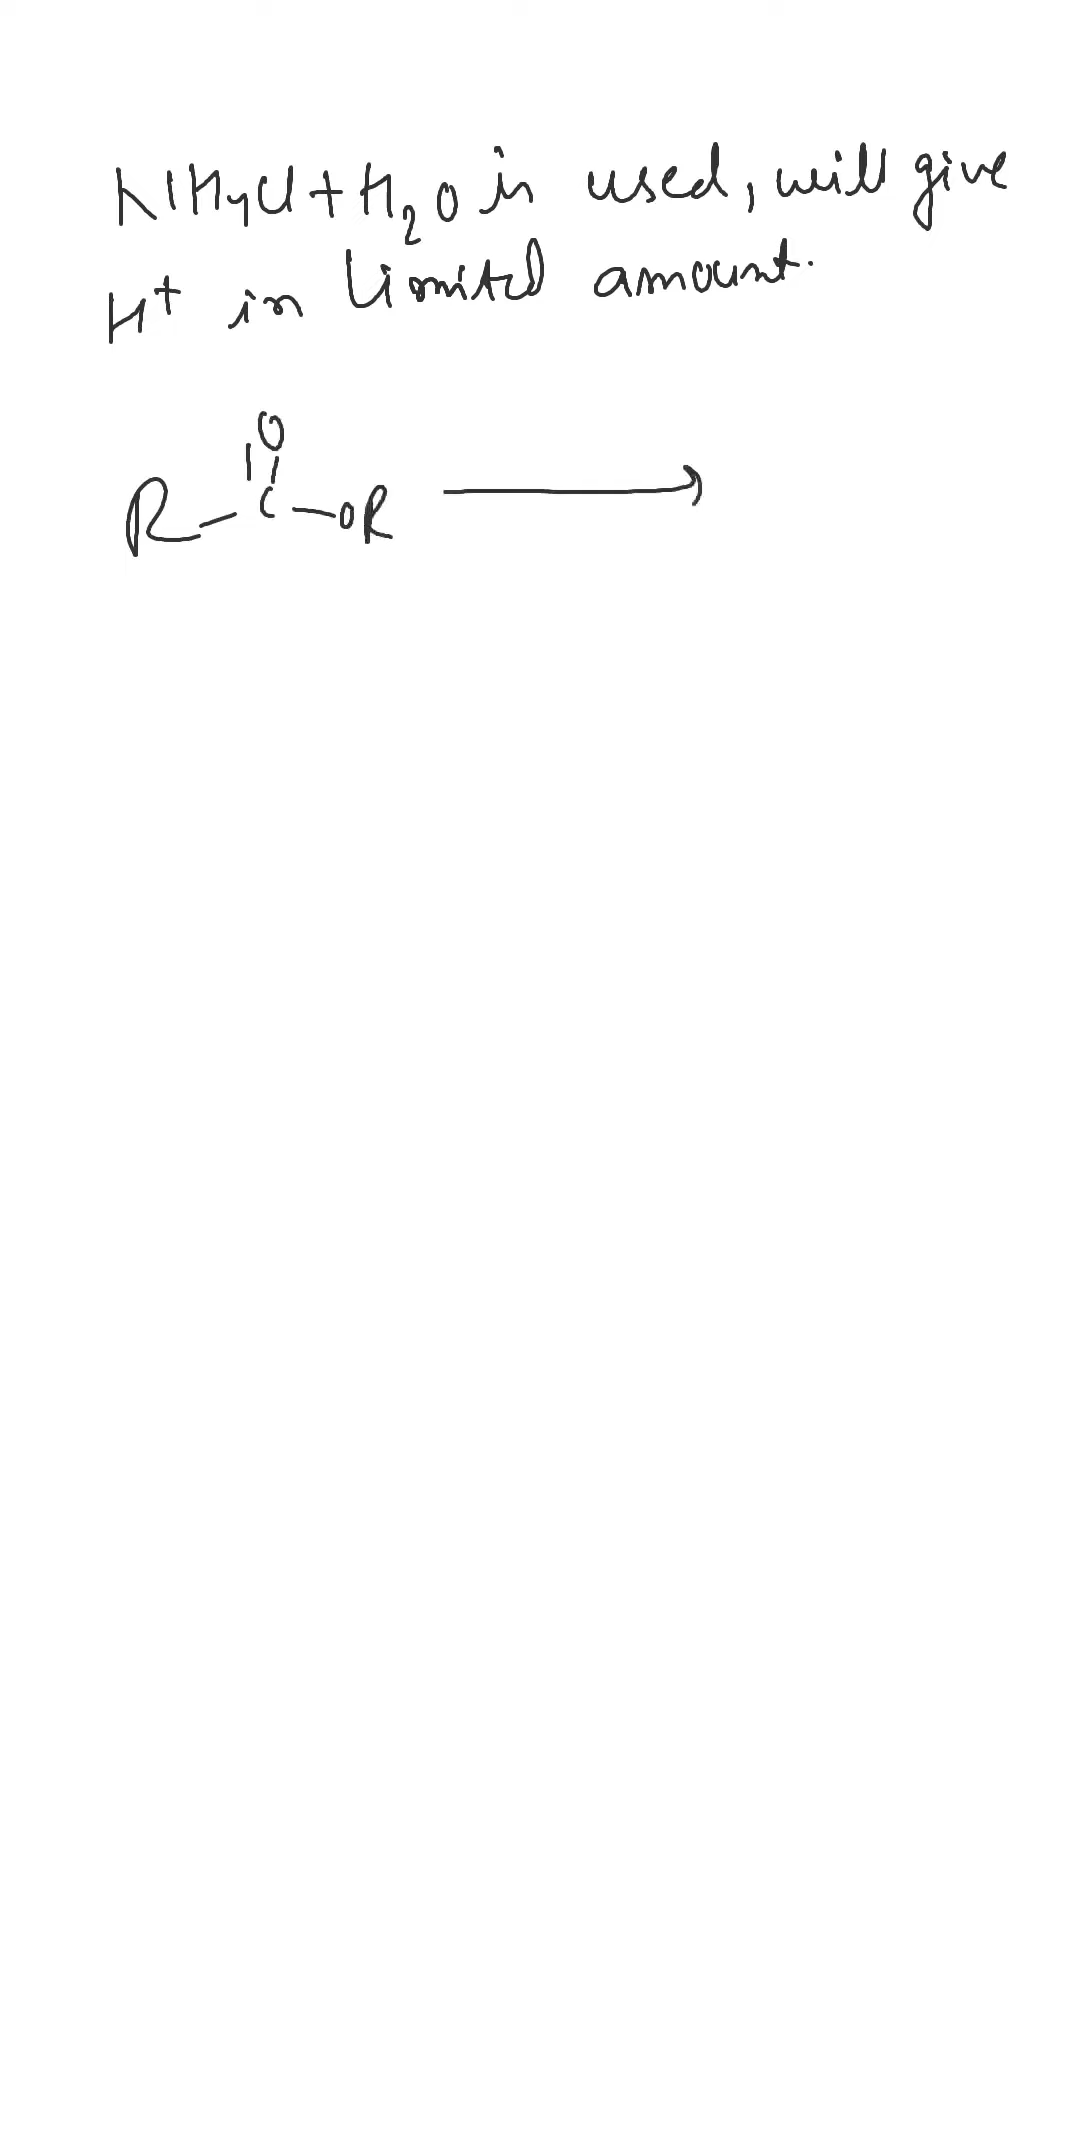 NH4Cl + H2O is used, will give
H+ in limited amount.
O
R-C-OR